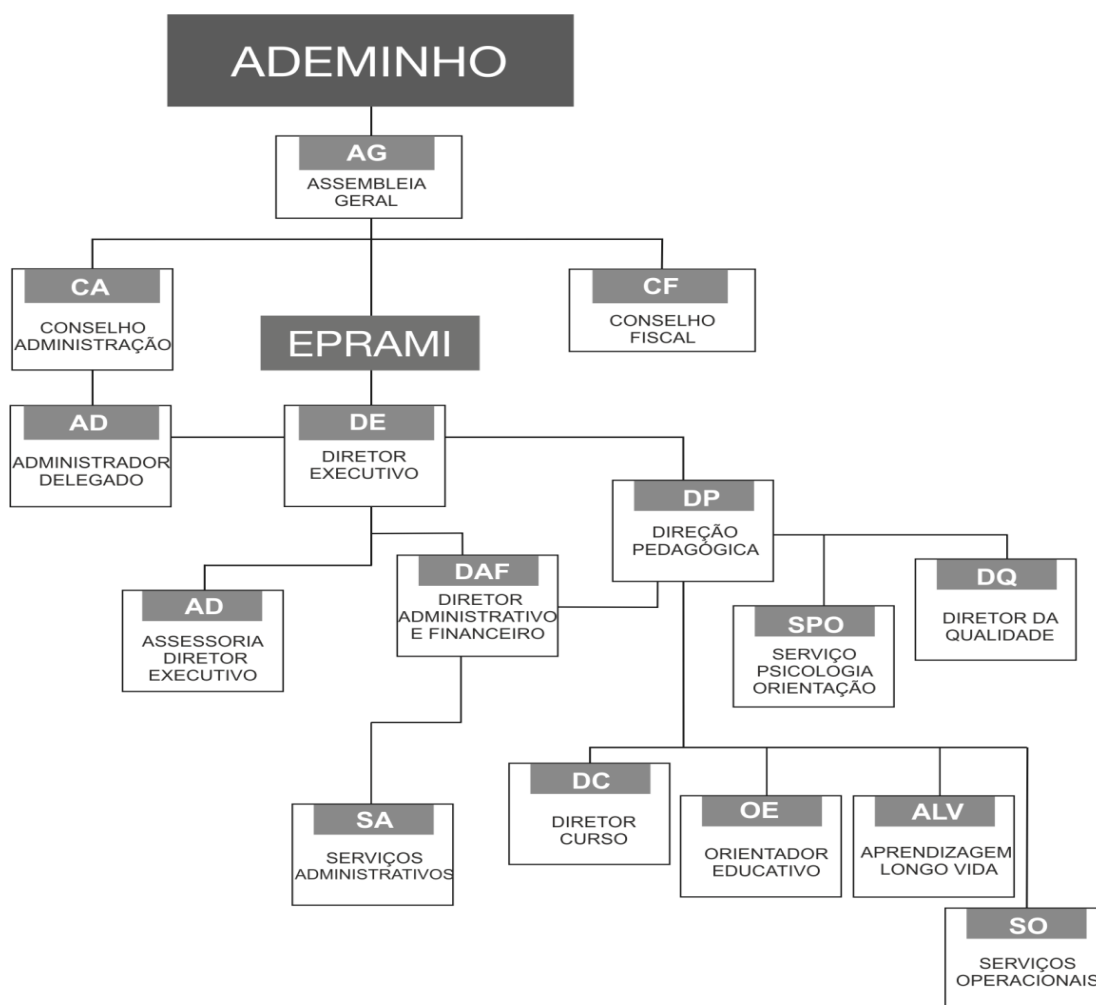 ADEMINHO
AG
ASSEMBLEIA
GERAL
CA
CONSELHO
ADMINISTRAÇÃO
CF
CONSELHO
FISCAL
EPRAMI
AD
ADMINISTRADOR
DELEGADO
DE
DIRETOR
EXECUTIVO
DP
DIREÇÃO
PEDAGÓGICA
AD
ASSESSORIA
DIRETOR
EXECUTIVO
DAF
DIRETOR
ADMINISTRATIVO
E FINANCEIRO
SPO
SERVIÇO
PSICOLOGIA
ORIENTAÇÃO
DQ
DIRETOR DA
QUALIDADE
SA
SERVIÇOS
ADMINISTRATIVOS
DC
DIRETOR
CURSO
OE
ORIENTADOR
EDUCATIVO
ALV
APRENDIZAGEM
LONGO VIDA
SO
SERVIÇOS
OPERACIONAIS